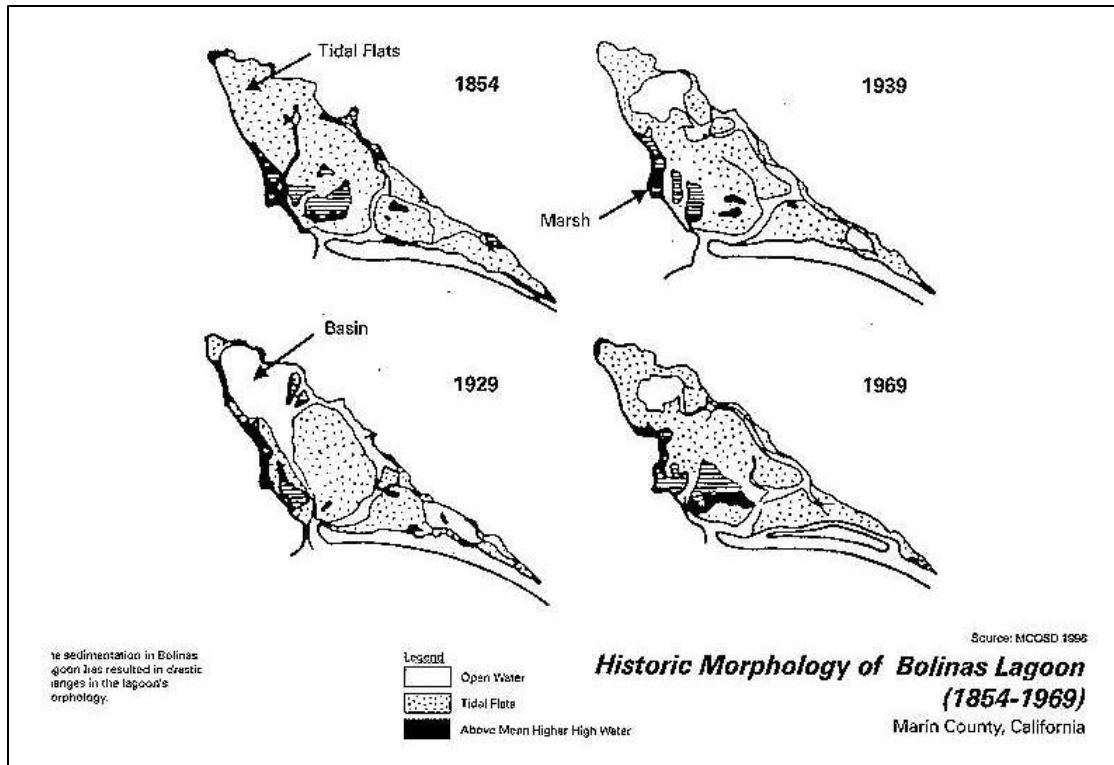 Tidal Flats
1854
1939
Marsh
Basin
1929
1969
e sedimentation in Bolinas
goon has resulted in drastic
anges in the lagoon's
orphology.
Legend
Open Water
Tidal Flats
Above Mean Higher High Water
Source: MCOSD 1996
Historic Morphology of Bolinas Lagoon
(1854-1969)
Marin County, California